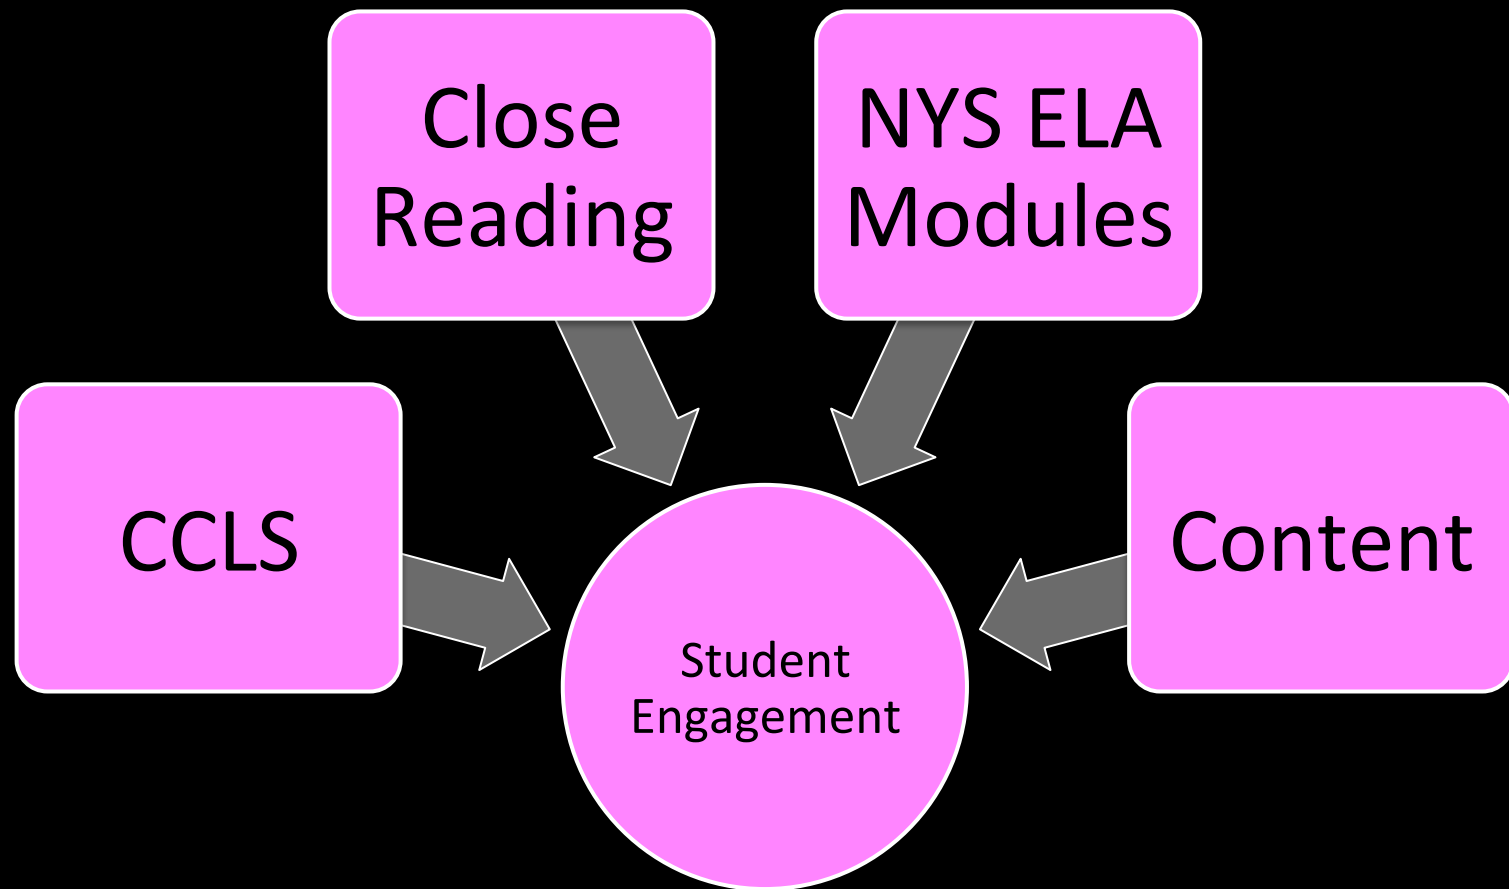 Close
Reading
NYS ELA
Modules
CCLS
Content
Student
Engagement